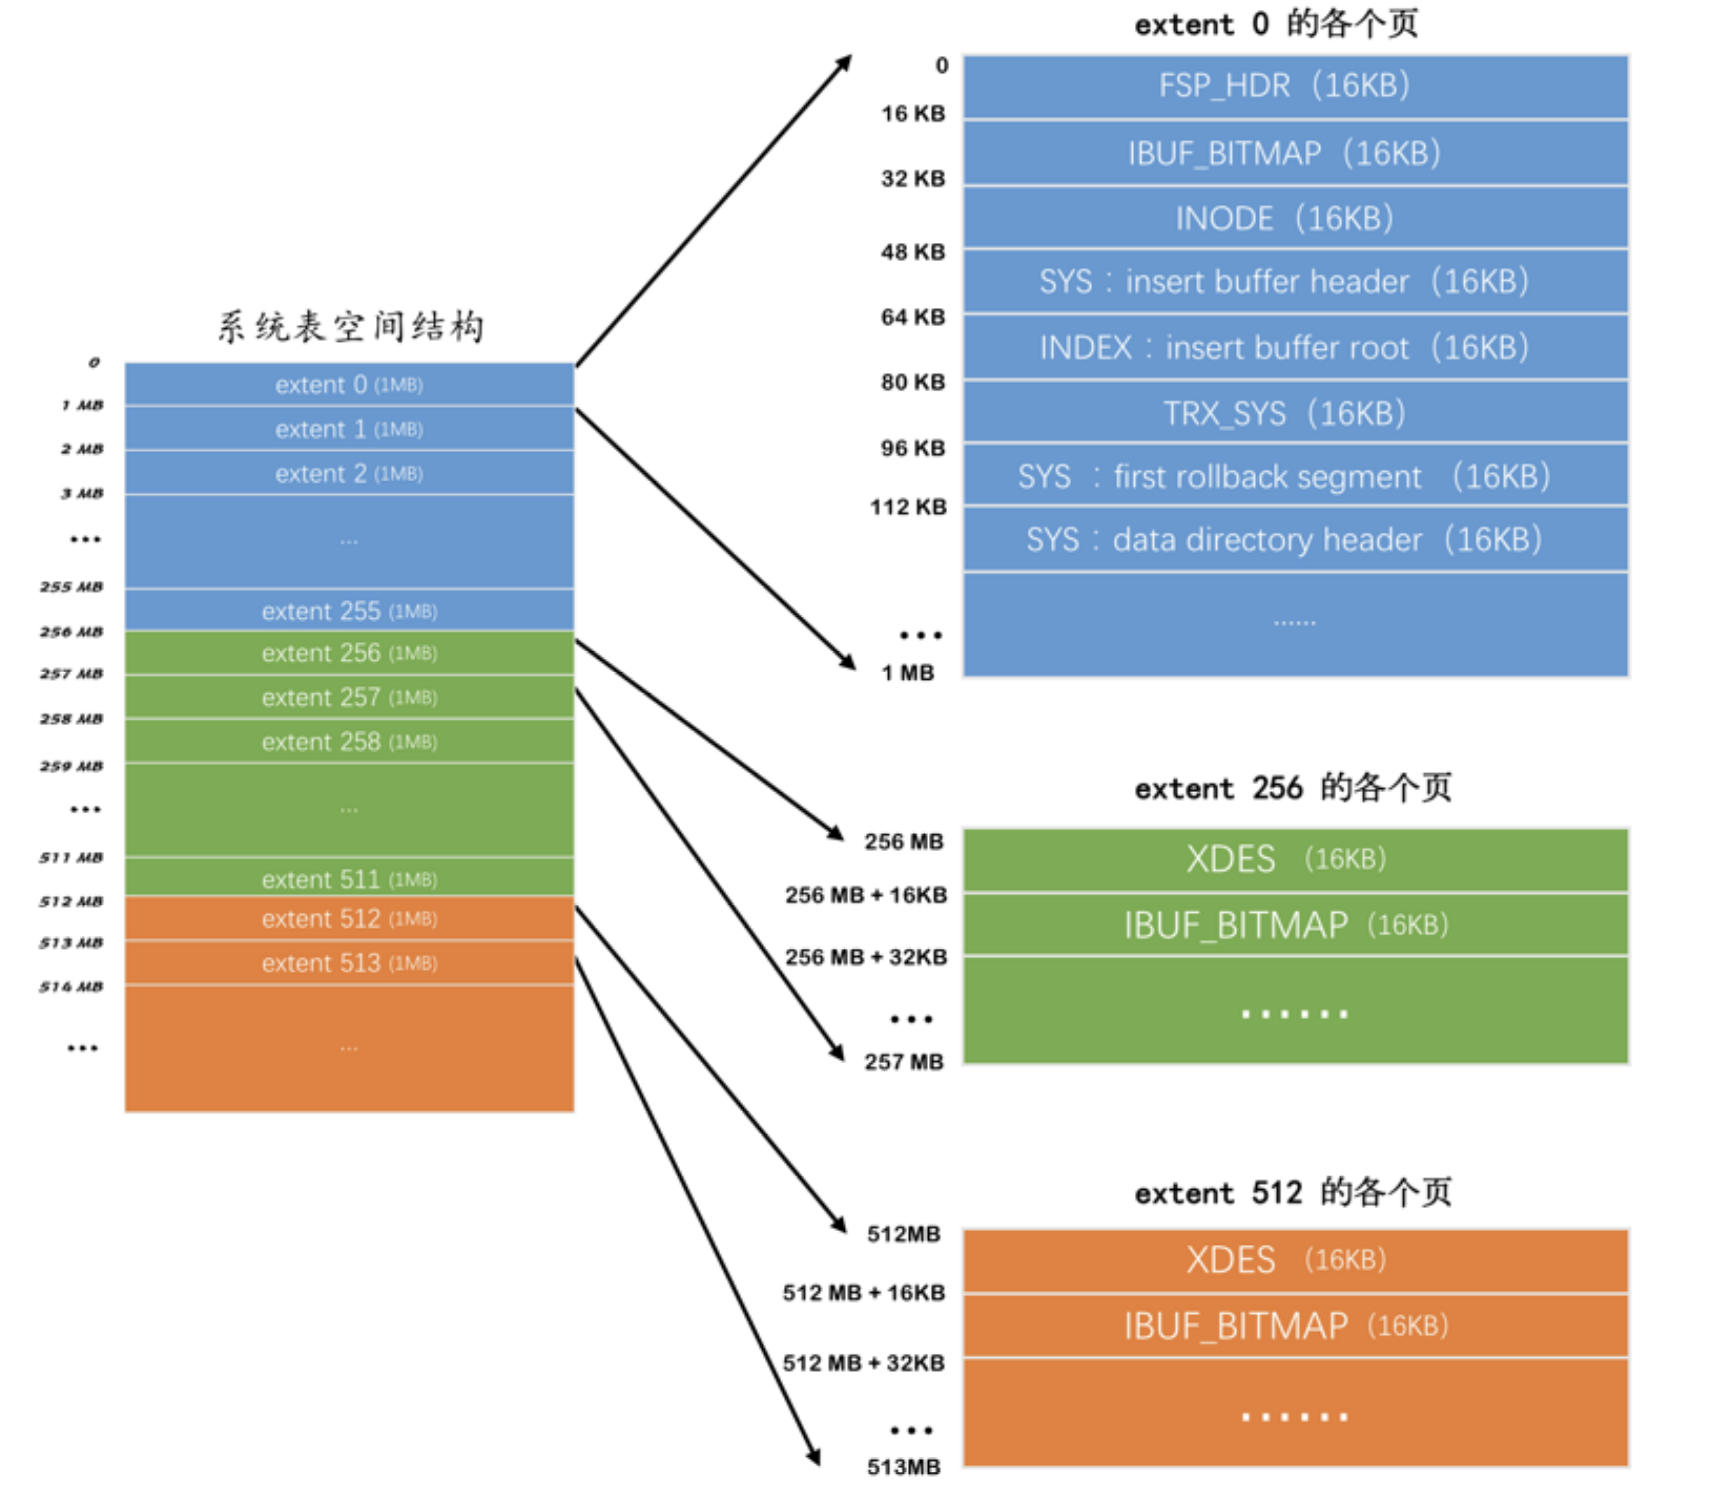 系统表空间结构
0
extent 0 (1MB)
1 MB
extent 1 (1MB)
2 MB
extent 2 (1MB)
3 MB
...
...
255 MB
extent 255 (1MB)
256 MB
extent 256 (1MB)
257 MB
extent 257 (1MB)
258 MB
extent 258 (1MB)
259 MB
...
...
511 MB
extent 511 (1MB)
512 MB
extent 512 (1MB)
513 MB
extent 513 (1MB)
514 MB
...
...
extent 0 的各个页
0
FSP_HDR（16KB）
16 KB
IBUF_BITMAP（16KB）
32 KB
INODE（16KB）
48 KB
SYS：insert buffer header（16KB）
64 KB
INDEX：insert buffer root（16KB）
80 KB
TRX_SYS（16KB）
96 KB
SYS ：first rollback segment （16KB）
112 KB
SYS：data directory header（16KB）
......
...
1 MB
extent 256 的各个页
256 MB
XDES （16KB）
256 MB + 16KB
IBUF_BITMAP（16KB）
256 MB + 32KB
......
...
257 MB
extent 512 的各个页
512MB
XDES （16KB）
512 MB + 16KB
IBUF_BITMAP（16KB）
512 MB + 32KB
......
...
513MB